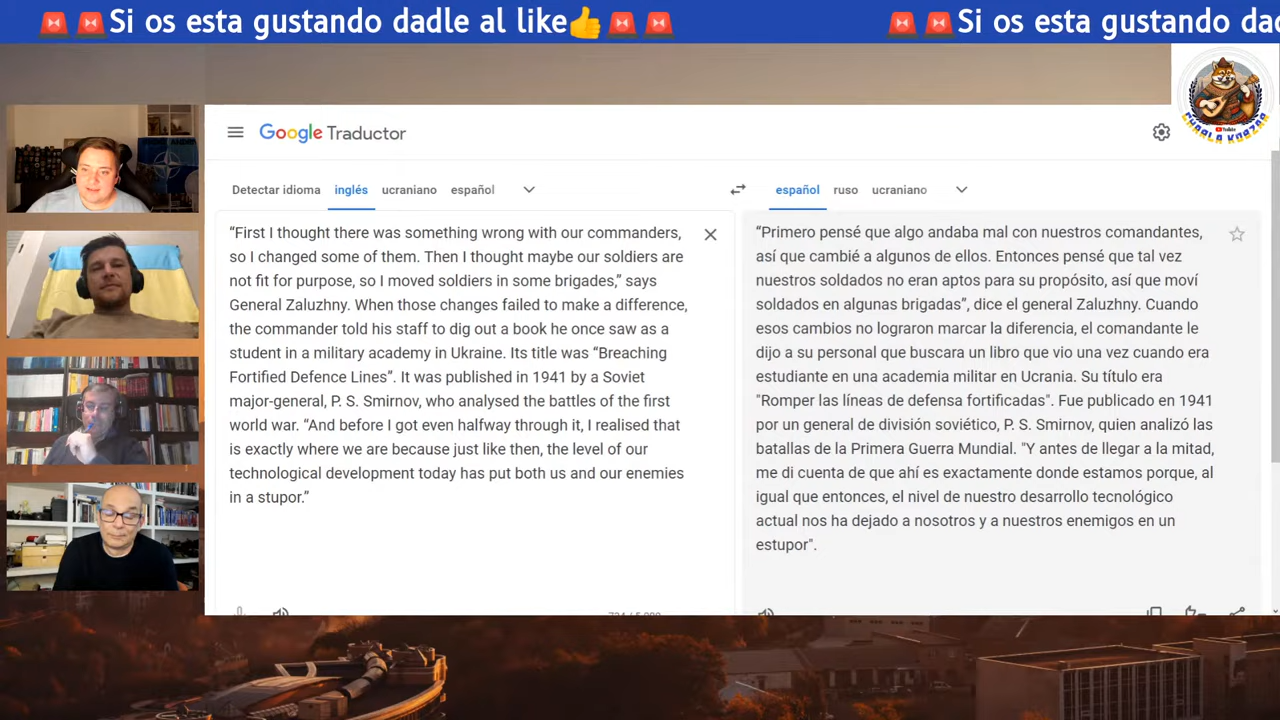 🚨🚨Si os esta gustando dadle al like👍🚨🚨
🚨🚨Si os esta gustando dad
YouTube
CHARLA KOBZAR
Google Traductor
Detectar idioma inglés ucraniano español
español ruso ucraniano
“First I thought there was something wrong with our commanders,
so I changed some of them. Then I thought maybe our soldiers are
not fit for purpose, so I moved soldiers in some brigades,” says
General Zaluzhny. When those changes failed to make a difference,
the commander told his staff to dig out a book he once saw as a
student in a military academy in Ukraine. Its title was “Breaching
Fortified Defence Lines”. It was published in 1941 by a Soviet
major-general, P. S. Smirnov, who analysed the battles of the first
world war. “And before I got even halfway through it, I realised that
is exactly where we are because just like then, the level of our
technological development today has put both us and our enemies
in a stupor.”
“Primero pensé que algo andaba mal con nuestros comandantes,
así que cambié a algunos de ellos. Entonces pensé que tal vez
nuestros soldados no eran aptos para su propósito, así que moví
soldados en algunas brigadas”, dice el general Zaluzhny. Cuando
esos cambios no lograron marcar la diferencia, el comandante le
dijo a su personal que buscara un libro que vio una vez cuando era
estudiante en una academia militar en Ucrania. Su título era
"Romper las líneas de defensa fortificadas". Fue publicado en 1941
por un general de división soviético, P. S. Smirnov, quien analizó las
batallas de la Primera Guerra Mundial. "Y antes de llegar a la mitad,
me di cuenta de que ahí es exactamente donde estamos porque, al
igual que entonces, el nivel de nuestro desarrollo tecnológico
actual nos ha dejado a nosotros y a nuestros enemigos en un
estupor".